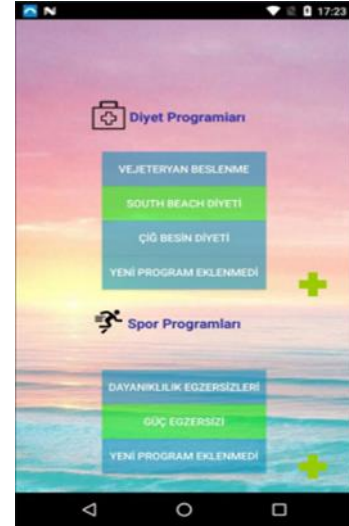 17:23
Diyet Programları
VEJETERYAN BESLENME
SOUTH BEACH DİYETİ
ÇİĞ BESİN DİYETİ
YENİ PROGRAM EKLENMEDİ
Spor Programları
DAYANIKLILIK EGZERSİZLERİ
GÜÇ EGZERSİZİ
YENİ PROGRAM EKLENMEDİ